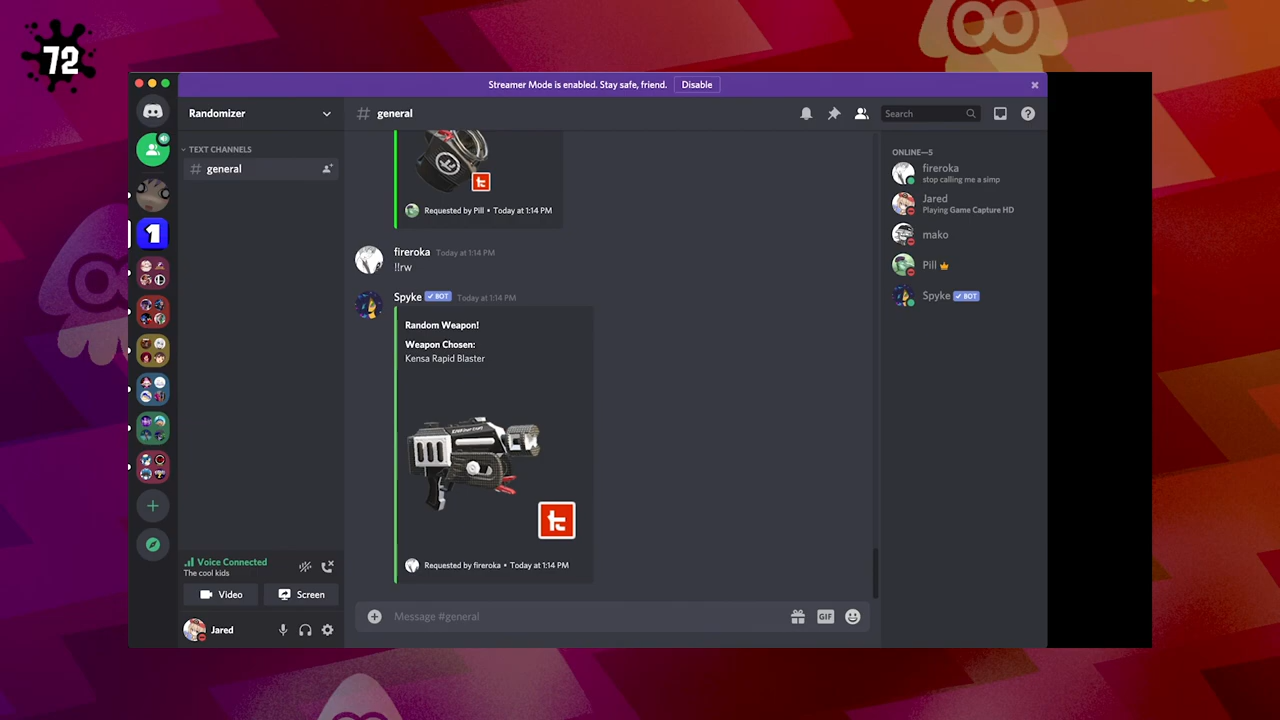 72
Streamer Mode is enabled. Stay safe, friend.
Disable
Randomizer
general
Search
TEXT CHANNELS
general
Requested by Pill • Today at 1:14 PM
fireroka Today at 1:14 PM
!!rw
Spyke BOT Today at 1:14 PM
Random Weapon!
Weapon Chosen:
Kensa Rapid Blaster
Requested by fireroka • Today at 1:14 PM
Message #general
GIF
ONLINE—5
fireroka
stop calling me a simp
Jared
Playing Game Capture HD
mako
Pill
Spyke BOT
1
Voice Connected
The cool kids
Video
Screen
Jared